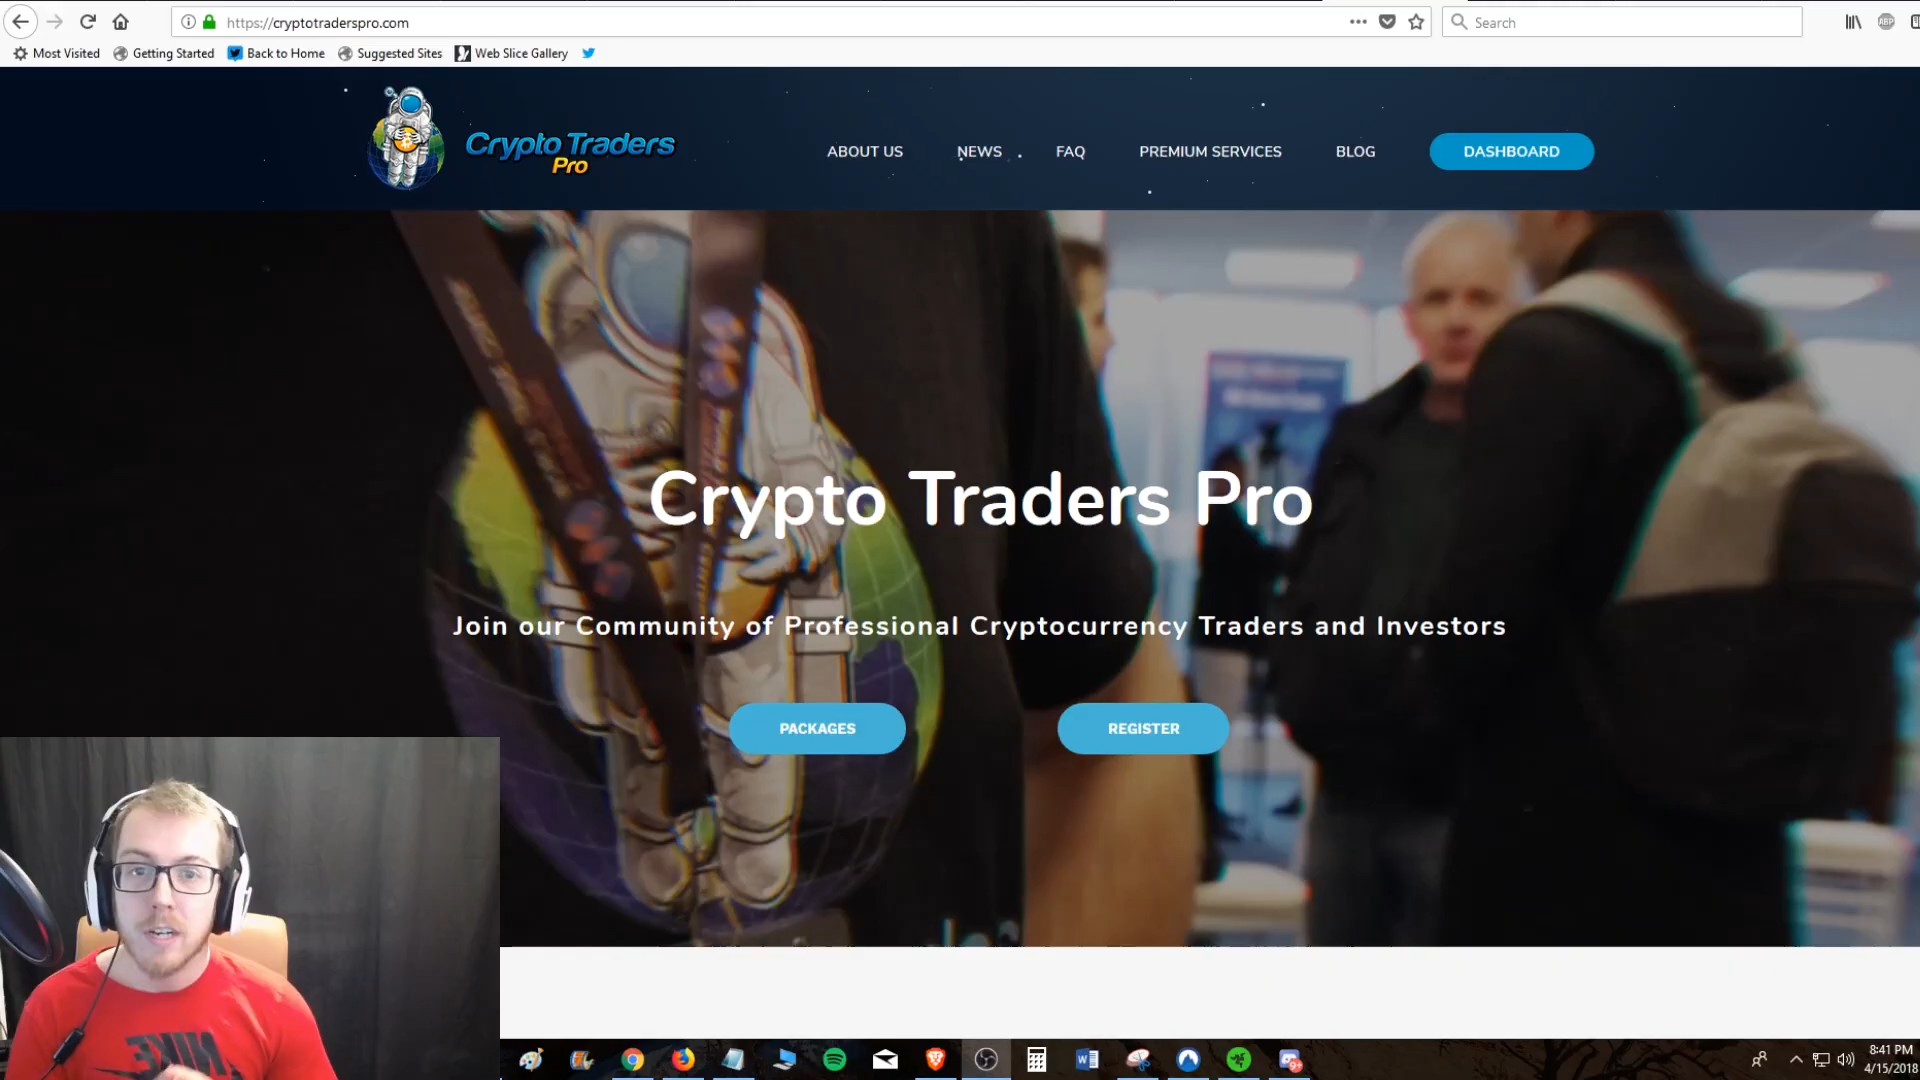 https://cryptotraderspro.com
Search
Most Visited
Getting Started
Back to Home
Suggested Sites
Web Slice Gallery
Crypto Traders
Pro
ABOUT US
NEWS
FAQ
PREMIUM SERVICES
BLOG
DASHBOARD
Crypto Traders Pro
Join our Community of Professional Cryptocurrency Traders and Investors
PACKAGES
REGISTER
NIKE
8:41 PM
4/15/2018